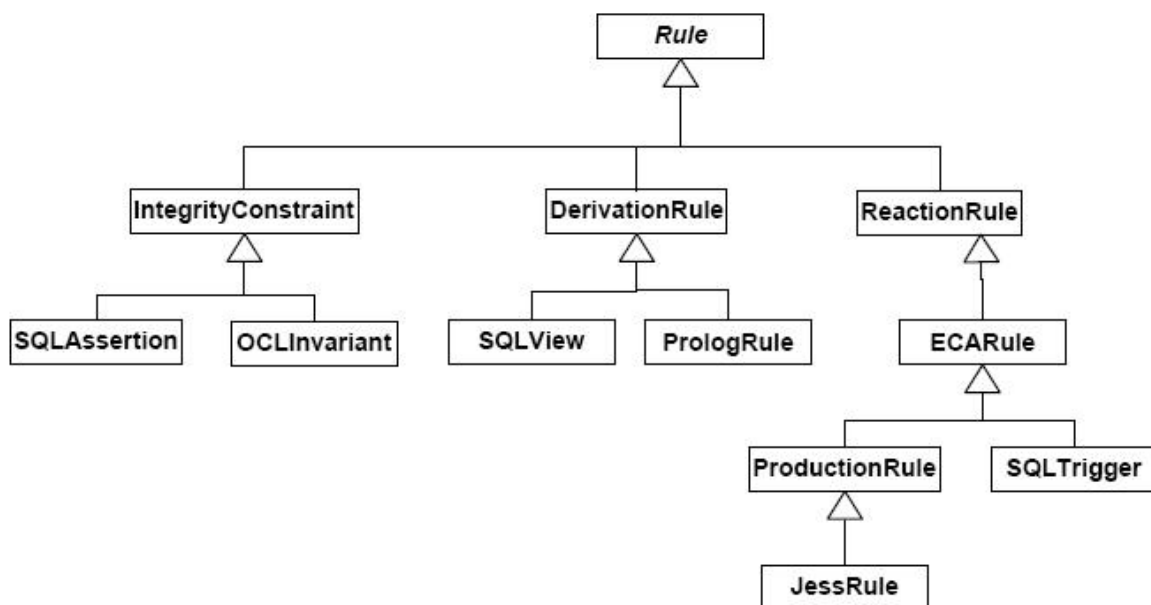 Rule
IntegrityConstraint
DerivationRule
ReactionRule
SQLAssertion
OCLInvariant
SQLView
PrologRule
ECARule
ProductionRule
SQLTrigger
JessRule